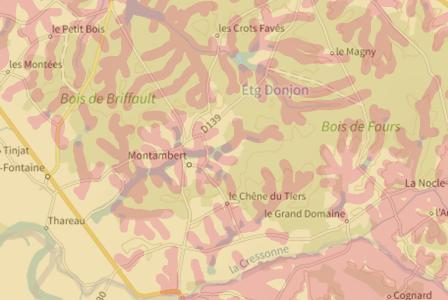 le Petit Bois
les Crots Favés
le Magny
les Montées
Etg Donjon
Bois de Briffault
D139
Bois de Fours
Tinjat
Montambert
-Fontaine
La Nocle-
le Chêne du Tiers
le Grand Domaine
l'A
Thareau
la Cressonne
30
Cognard